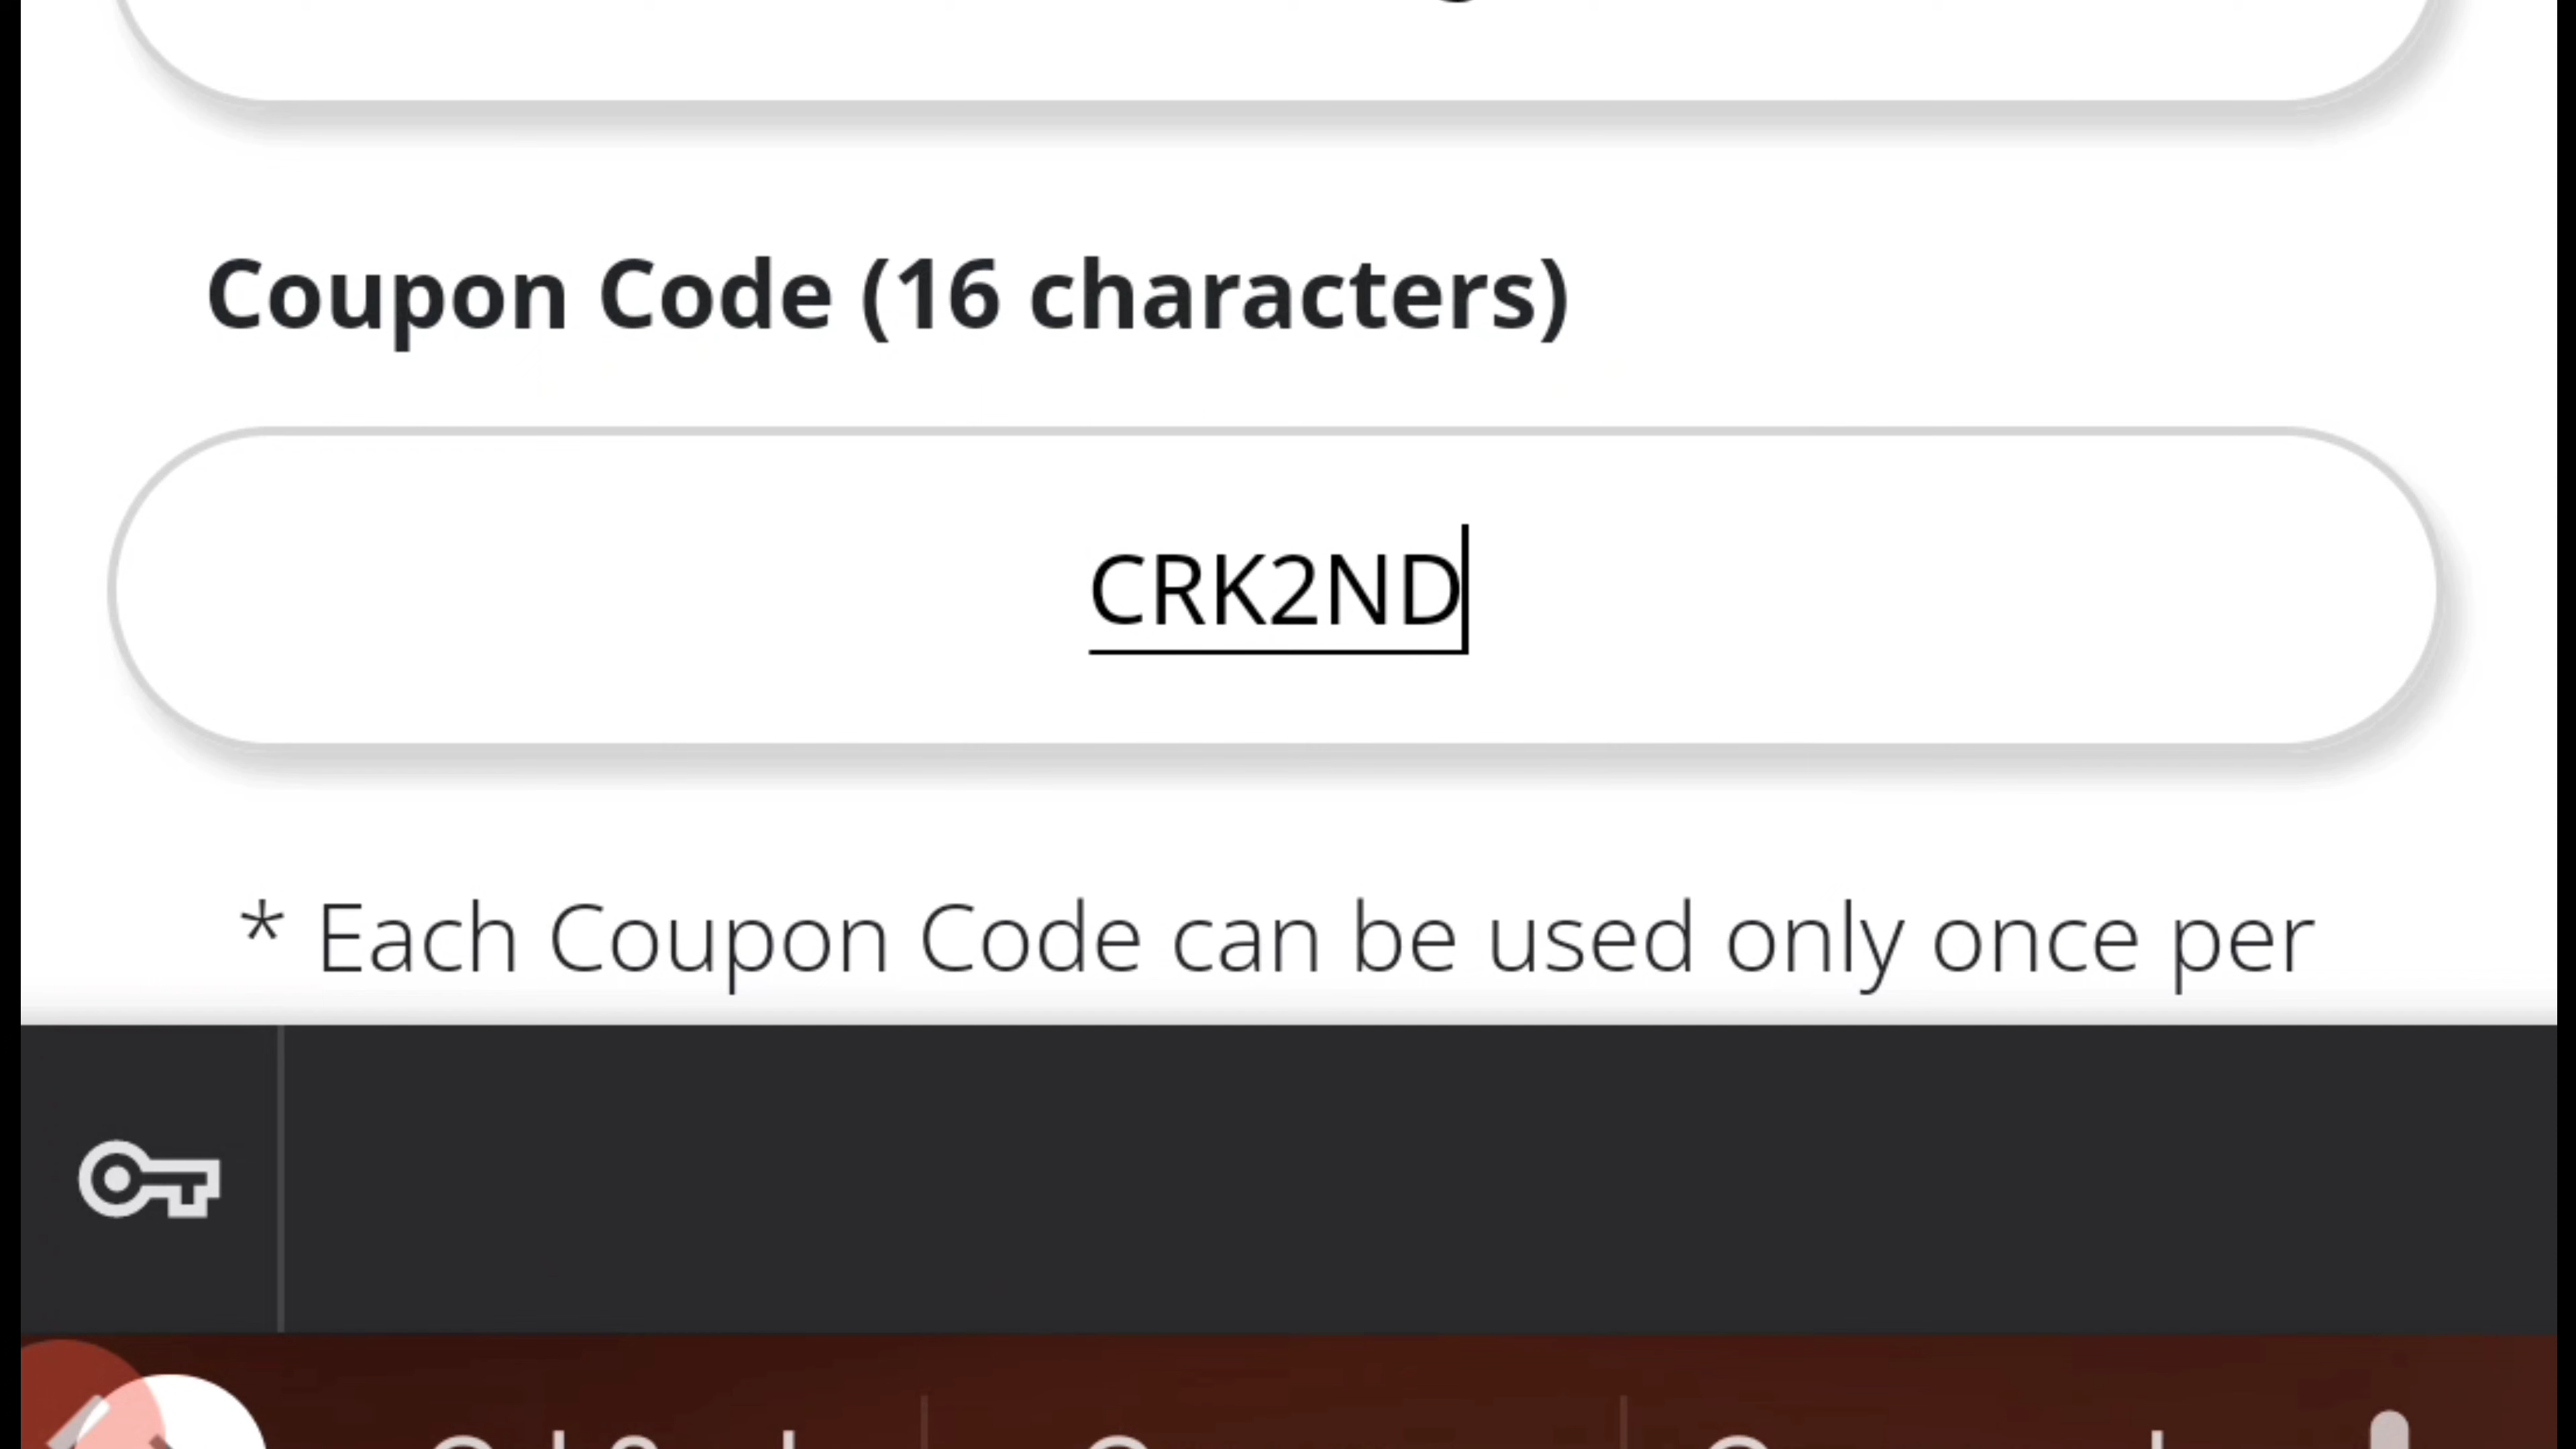 Coupon Code (16 characters)
CRK2ND
* Each Coupon Code can be used only once per